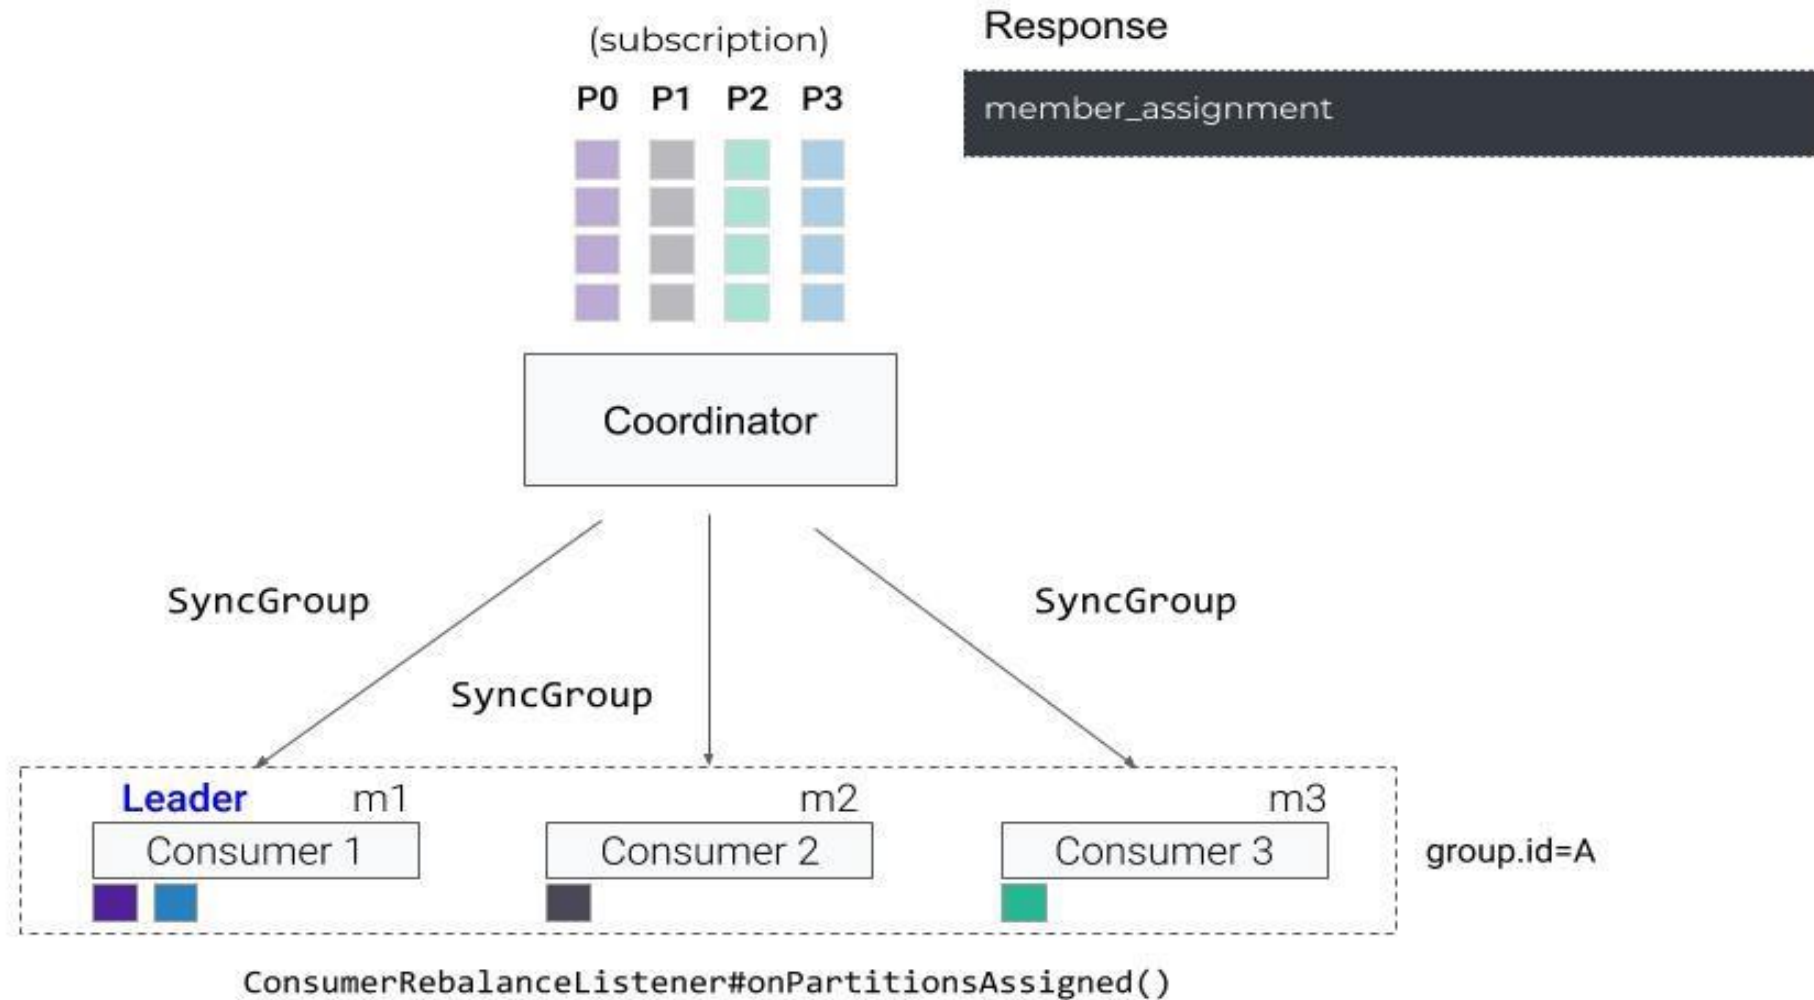 (subscription)
P0 P1 P2 P3
Response
member_assignment
Coordinator
SyncGroup
SyncGroup
SyncGroup
Leader m1
Consumer 1
m2
Consumer 2
m3
Consumer 3
group.id=A
ConsumerRebalanceListener#onPartitionsAssigned()